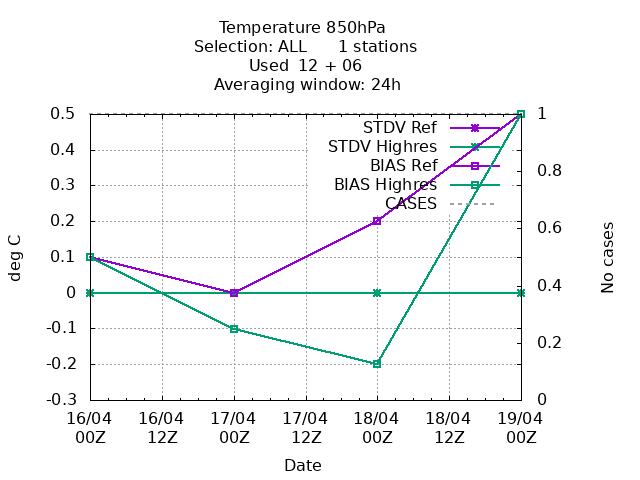 Temperature 850hPa
Selection: ALL 1 stations
Used 12 + 06
Averaging window: 24h
deg C
0.5
0.4
0.3
0.2
0.1
0
-0.1
-0.2
-0.3
STDV Ref
STDV Highres
BIAS Ref
BIAS Highres
CASES
1
0.8
0.6
0.4
0.2
0
No cases
16/04 16/04 17/04 17/04 18/04 18/04 19/04
00Z 12Z 00Z 12Z 00Z 12Z 00Z
Date